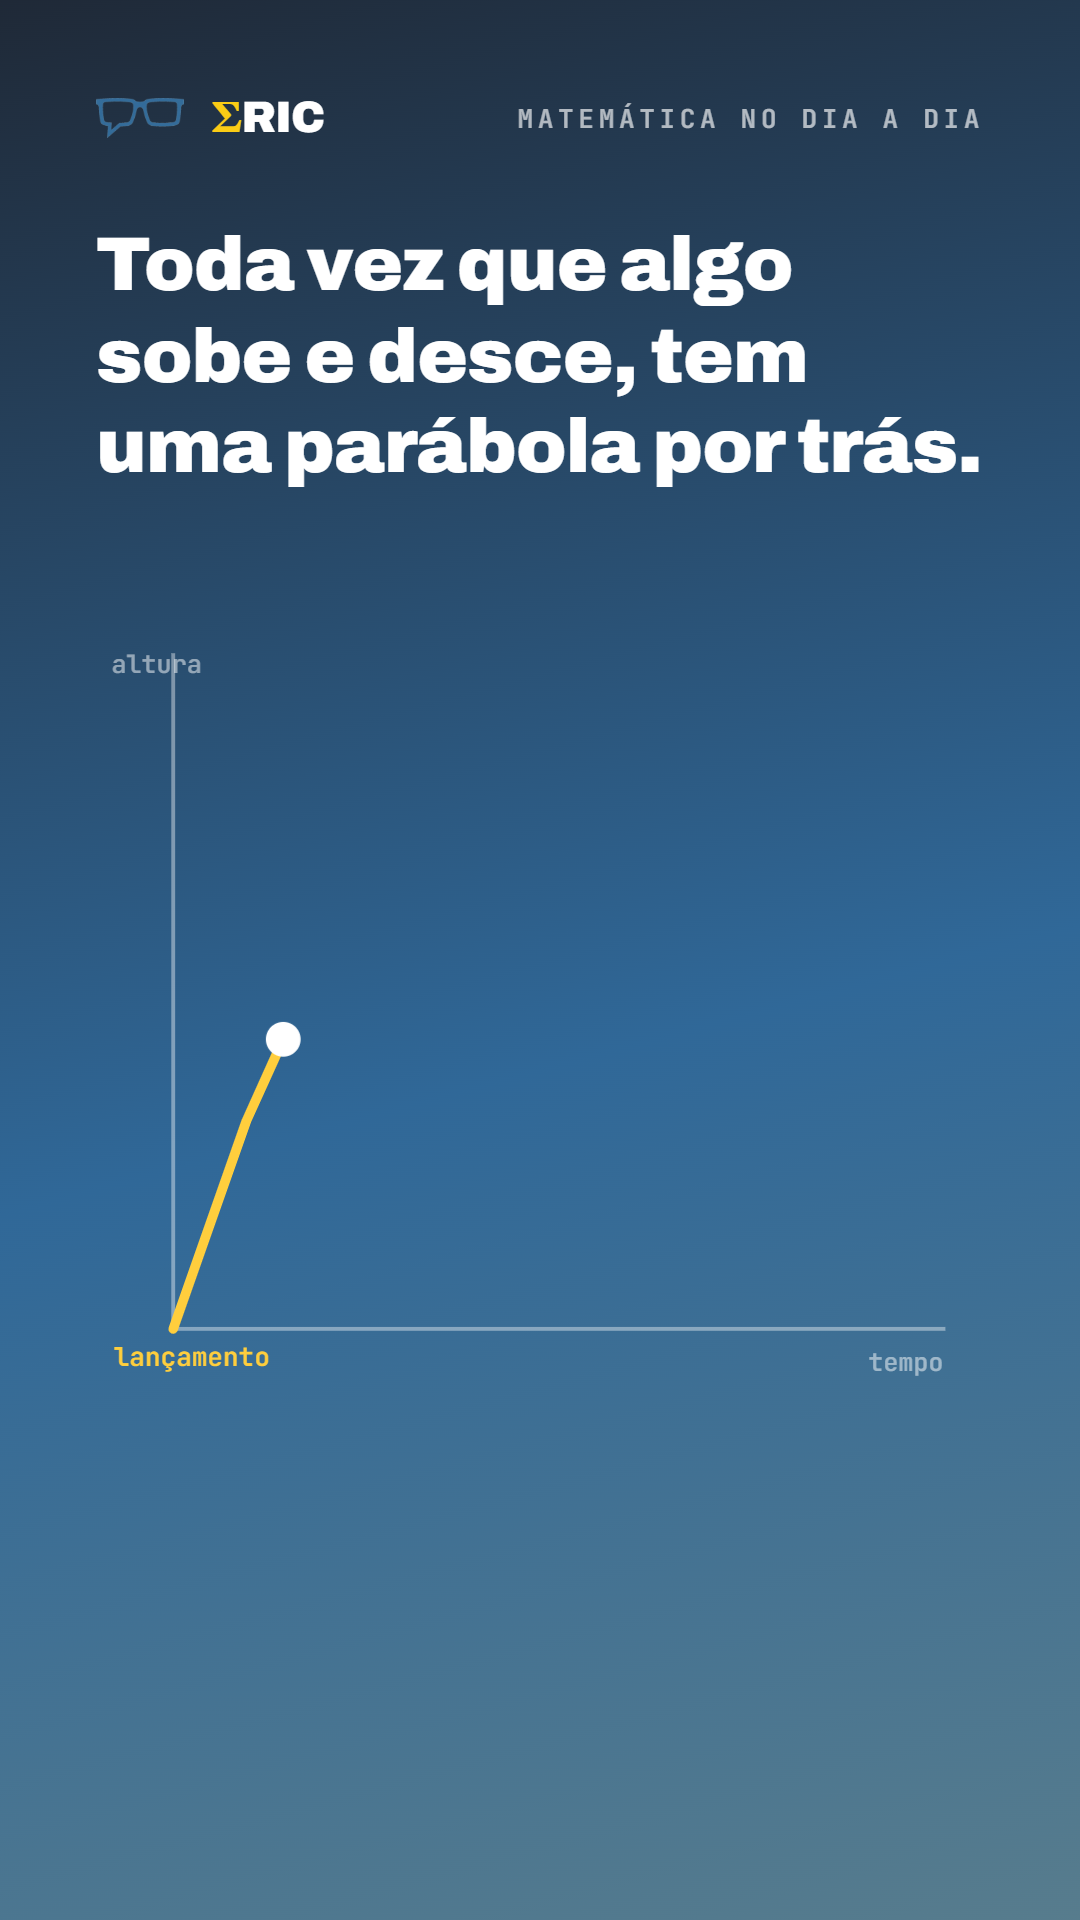 ΣRIC
MATEMÁTICA NO DIA A DIA
Toda vez que algo
sobe e desce, tem
uma parábola por trás.
altura
lançamento
tempo